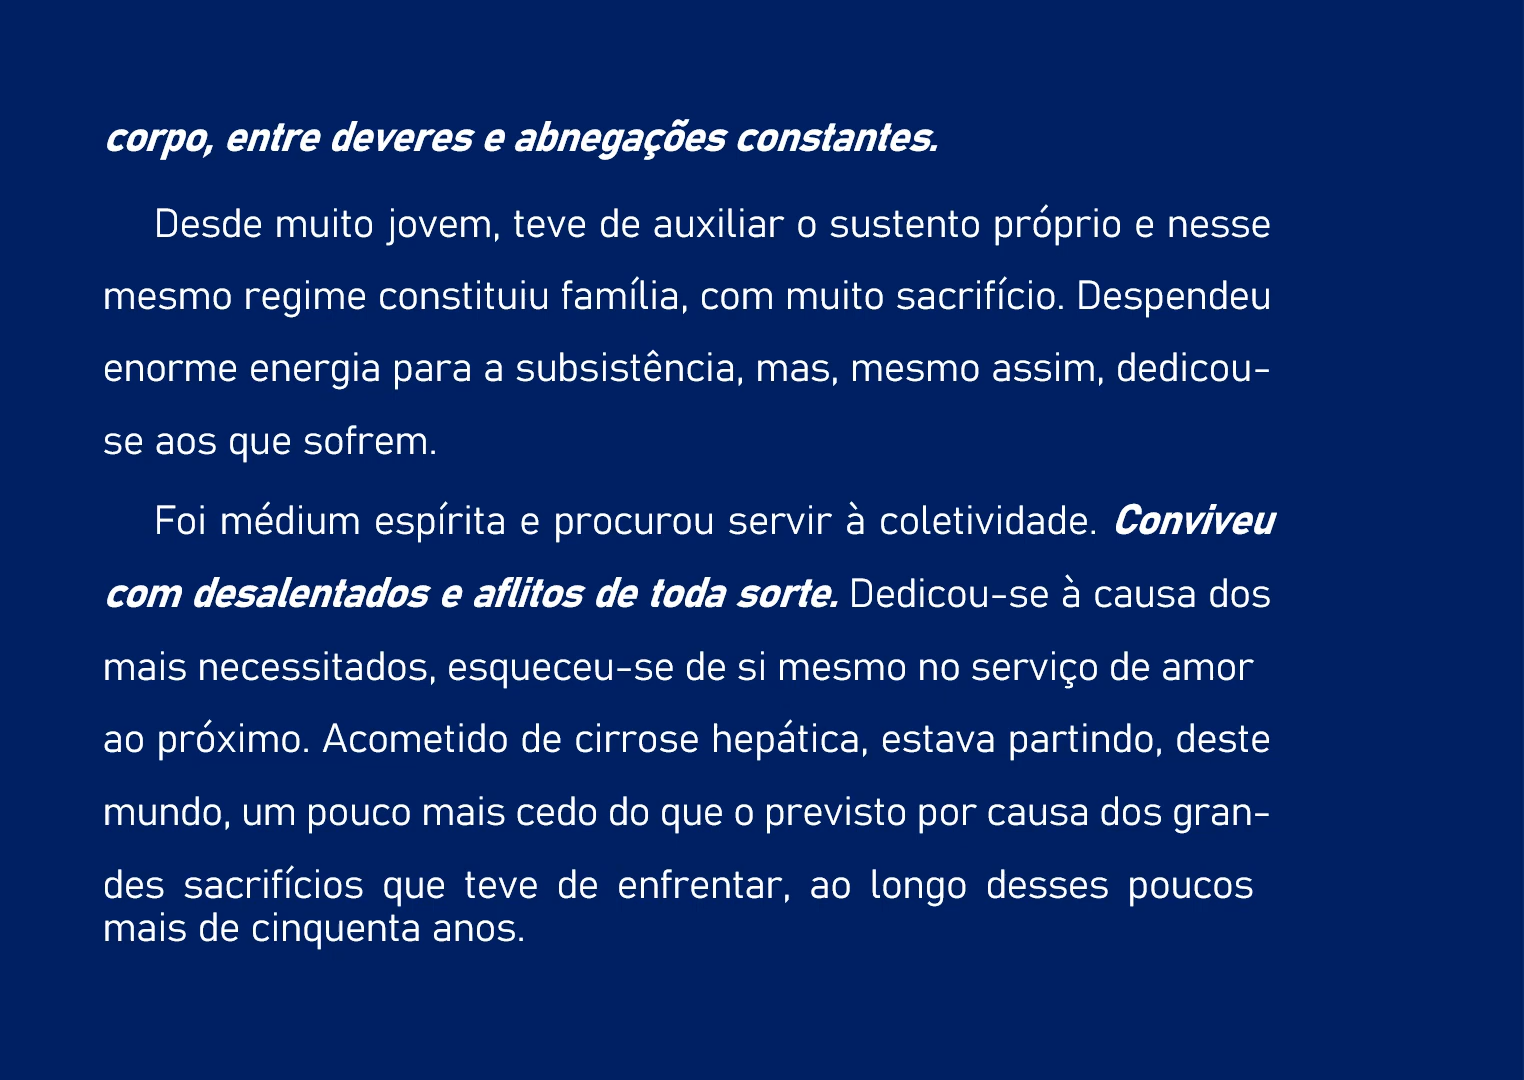 corpo, entre deveres e abnegações constantes.
Desde muito jovem, teve de auxiliar o sustento próprio e nesse
mesmo regime constituiu família, com muito sacrifício. Despendeu
enorme energia para a subsistência, mas, mesmo assim, dedicou-
se aos que sofrem.
Foi médium espírita e procurou servir à coletividade. Conviveu
com desalentados e aflitos de toda sorte. Dedicou-se à causa dos
mais necessitados, esqueceu-se de si mesmo no serviço de amor
ao próximo. Acometido de cirrose hepática, estava partindo, deste
mundo, um pouco mais cedo do que o previsto por causa dos gran-
des sacrifícios que teve de enfrentar, ao longo desses poucos
mais de cinquenta anos.